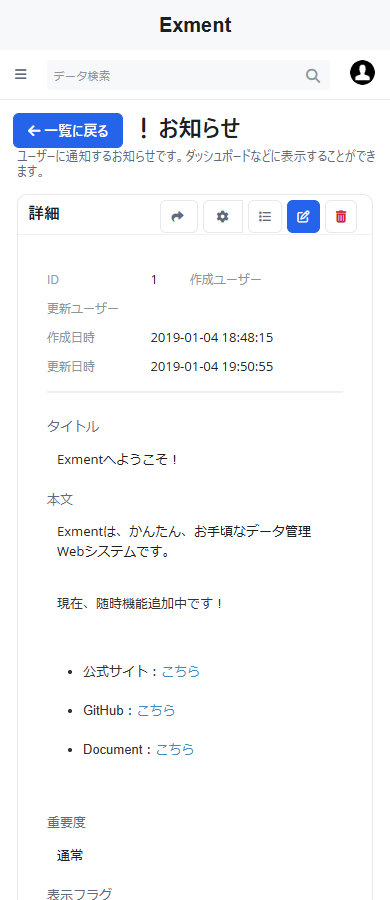 Exment
データ検索
一覧に戻る
！お知らせ
ユーザーに通知するお知らせです。ダッシュボードなどに表示することができ
ます。
詳細
ID 1 作成ユーザー
更新ユーザー
作成日時 2019-01-04 18:48:15
更新日時 2019-01-04 19:50:55
タイトル
Exmentへようこそ！
本文
Exmentは、かんたん、お手頃なデータ管理
Webシステムです。
現在、随時機能追加中です！
• 公式サイト：こちら
• GitHub：こちら
• Document：こちら
重要度
通常
表示フラグ